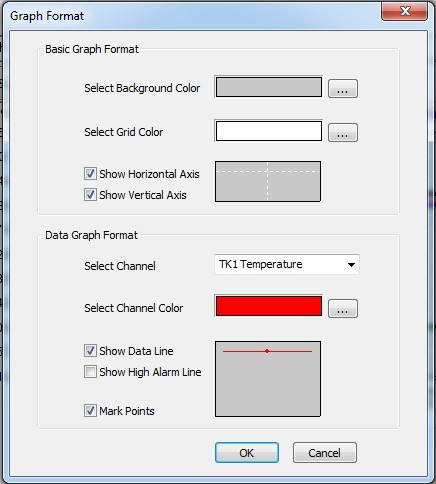 Graph Format
Basic Graph Format
Select Background Color
...
Select Grid Color
...
Show Horizontal Axis
Show Vertical Axis
Data Graph Format
Select Channel
TK1 Temperature
Select Channel Color
...
Show Data Line
Show High Alarm Line
Mark Points
OK
Cancel